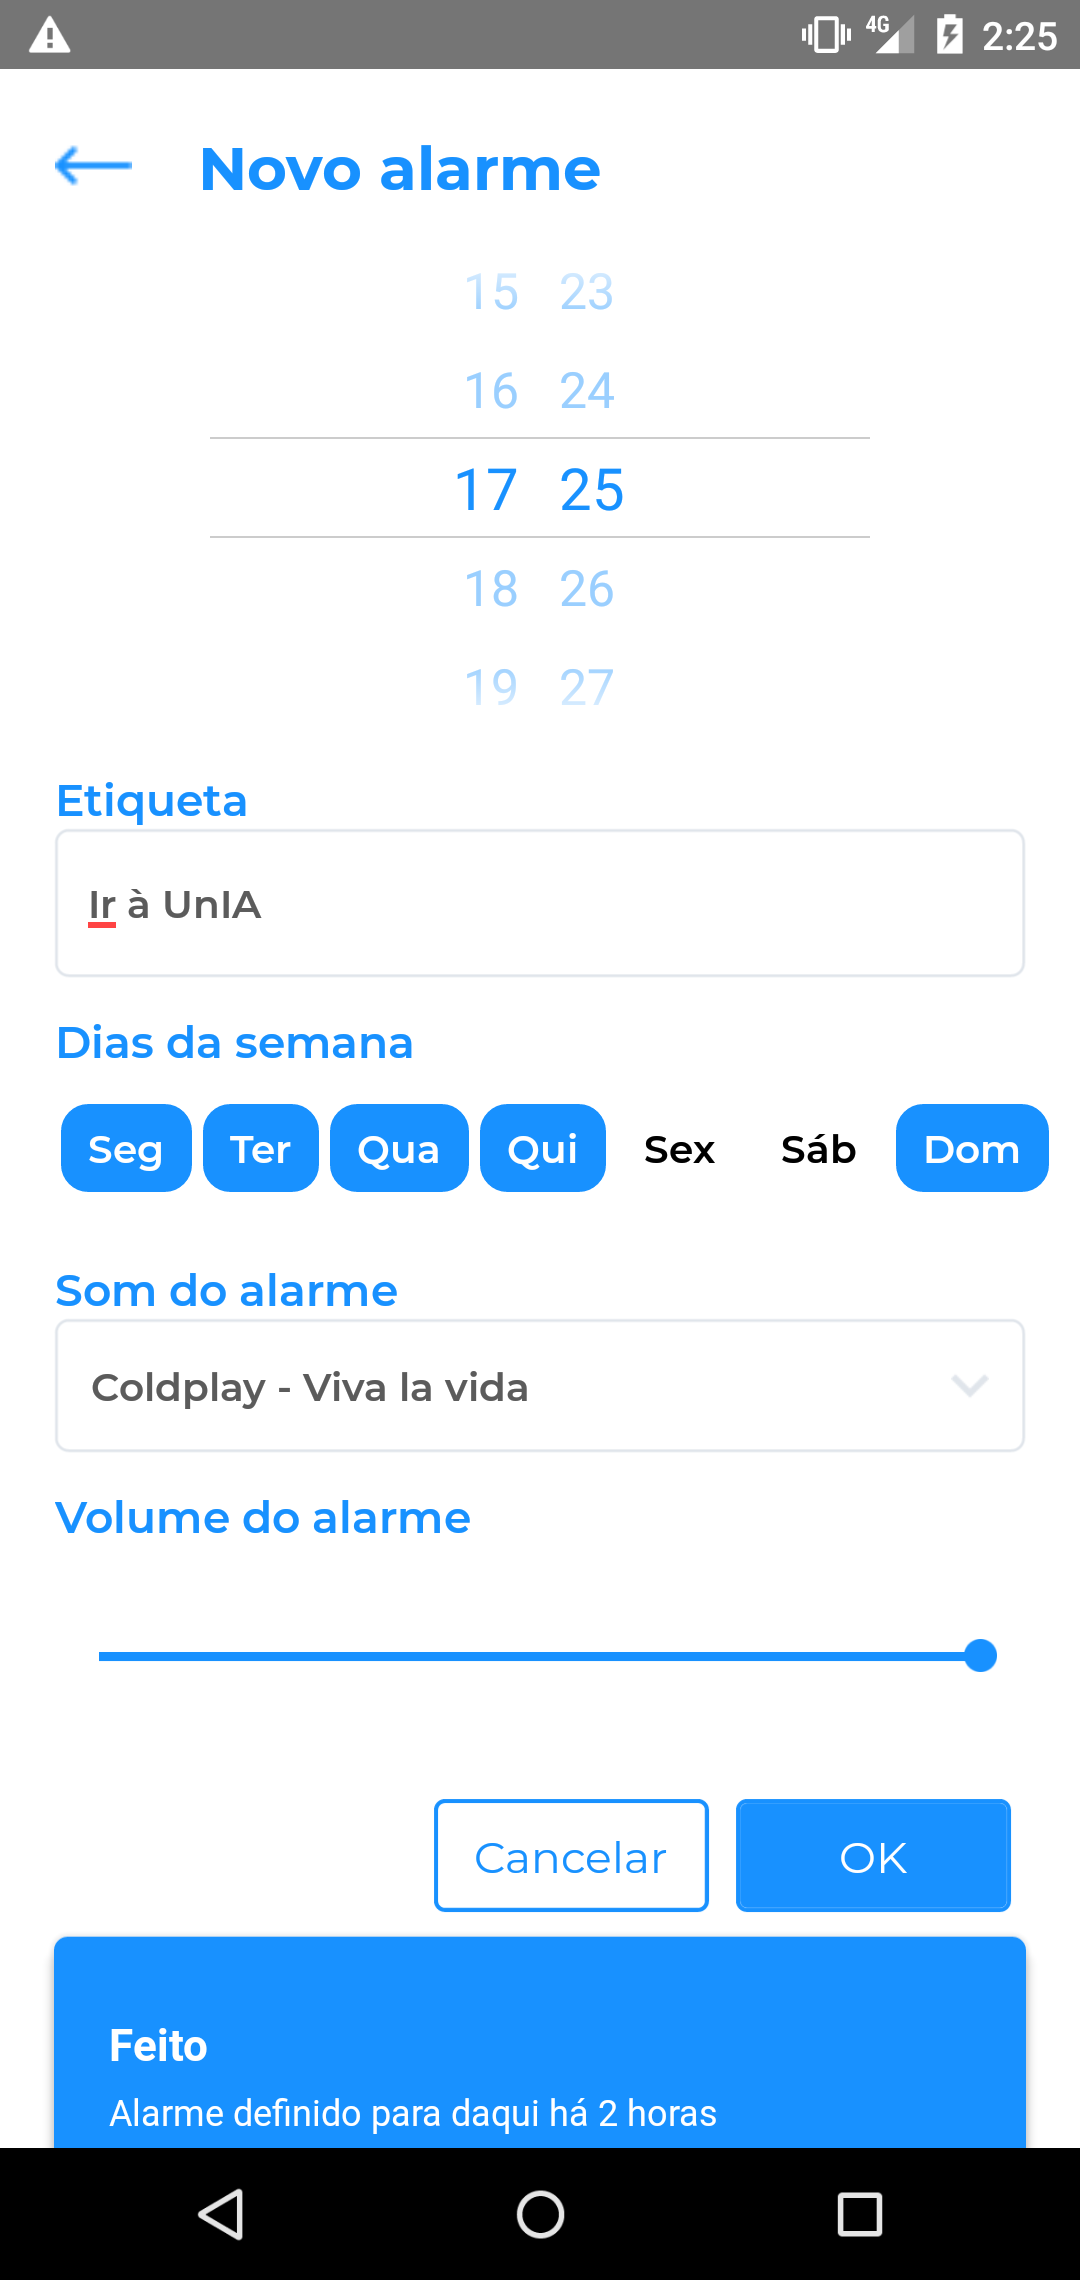 4G 2:25
Novo alarme
15 23
16 24
17 25
18 26
19 27
Etiqueta
Ir à UnIA
Dias da semana
Seg Ter Qua Qui Sex Sáb Dom
Som do alarme
Coldplay - Viva la vida
Volume do alarme
Cancelar OK
Feito
Alarme definido para daqui há 2 horas